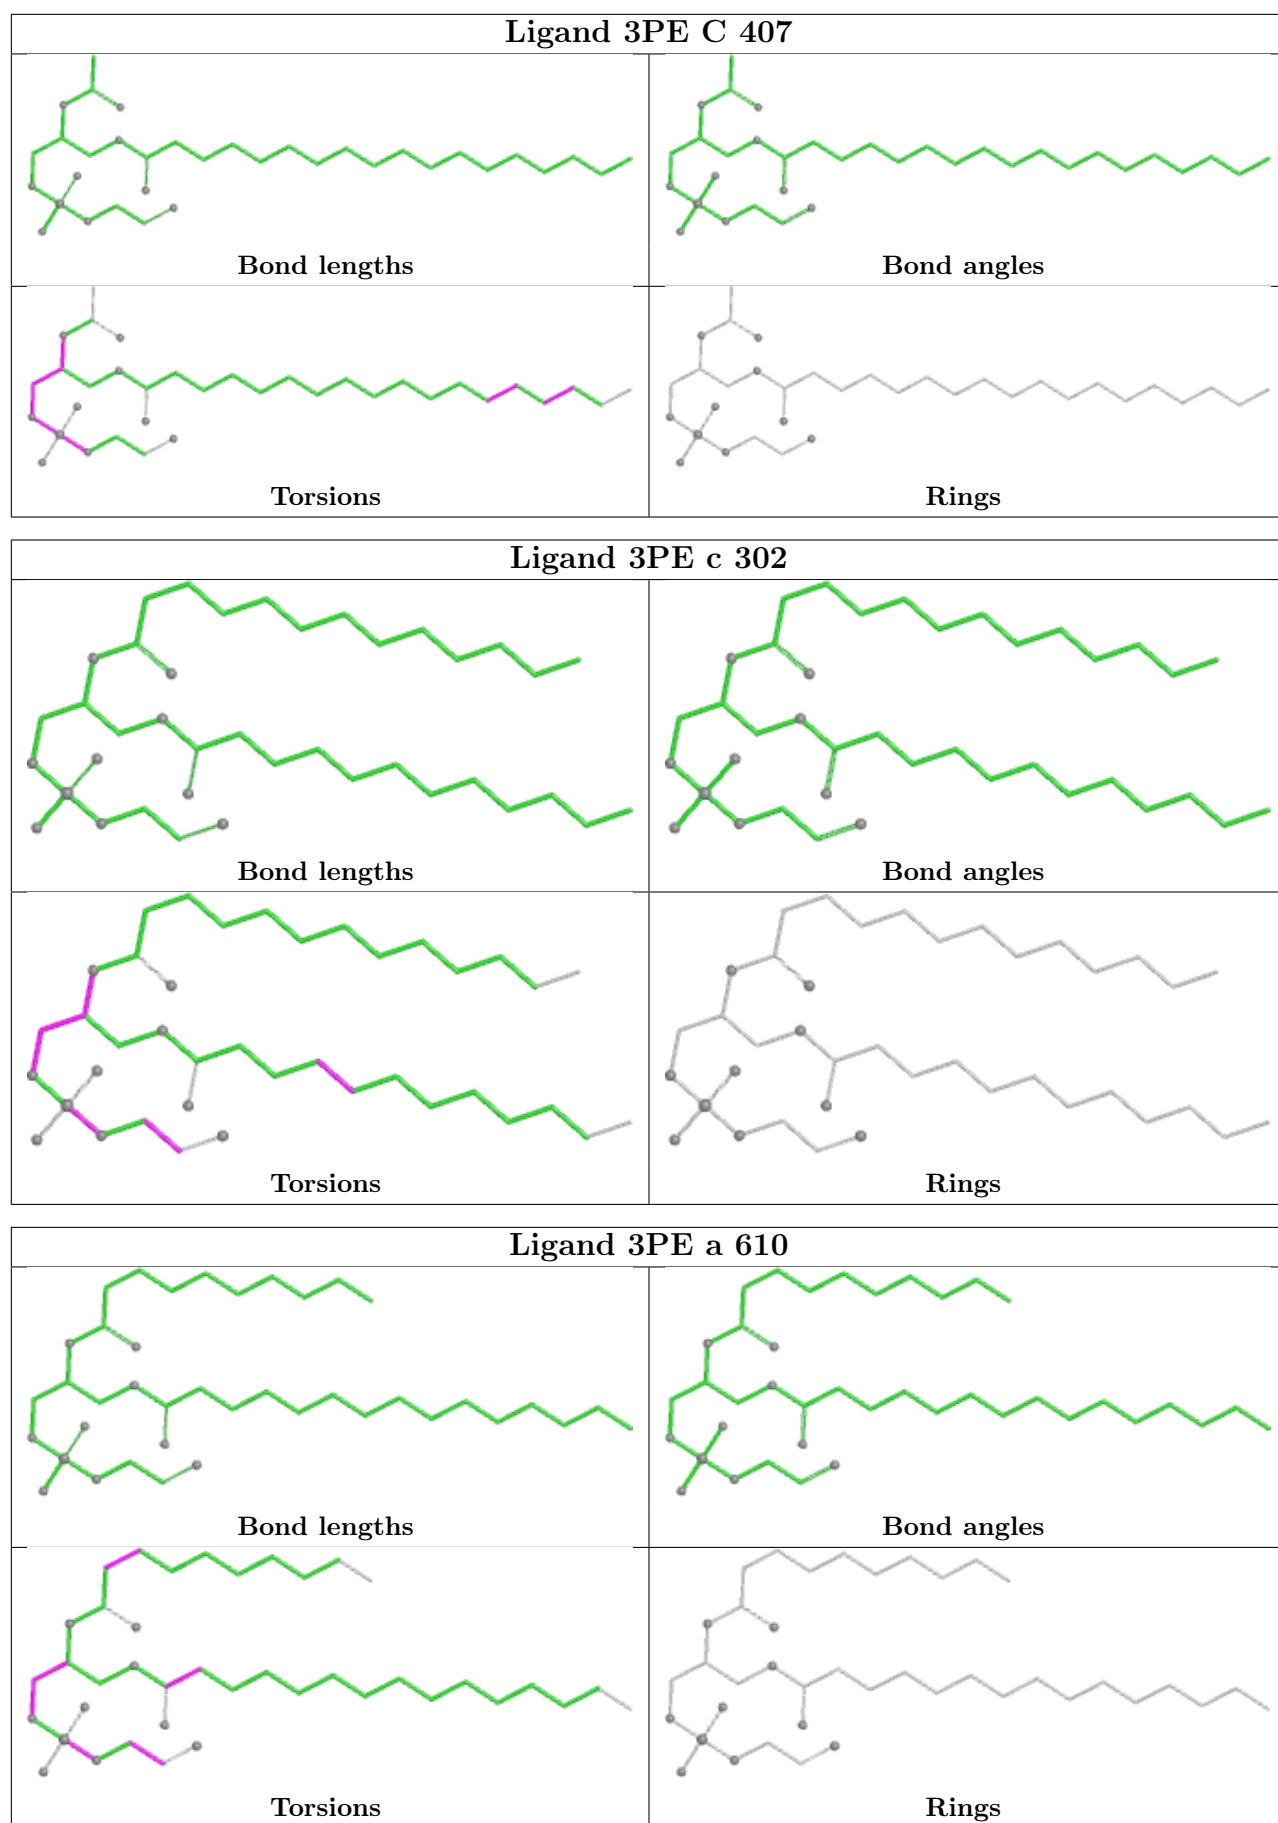 Ligand 3PE C 407
Bond lengths
Bond angles
Torsions
Rings
Ligand 3PE c 302
Bond lengths
Bond angles
Torsions
Rings
Ligand 3PE a 610
Bond lengths
Bond angles
Torsions
Rings